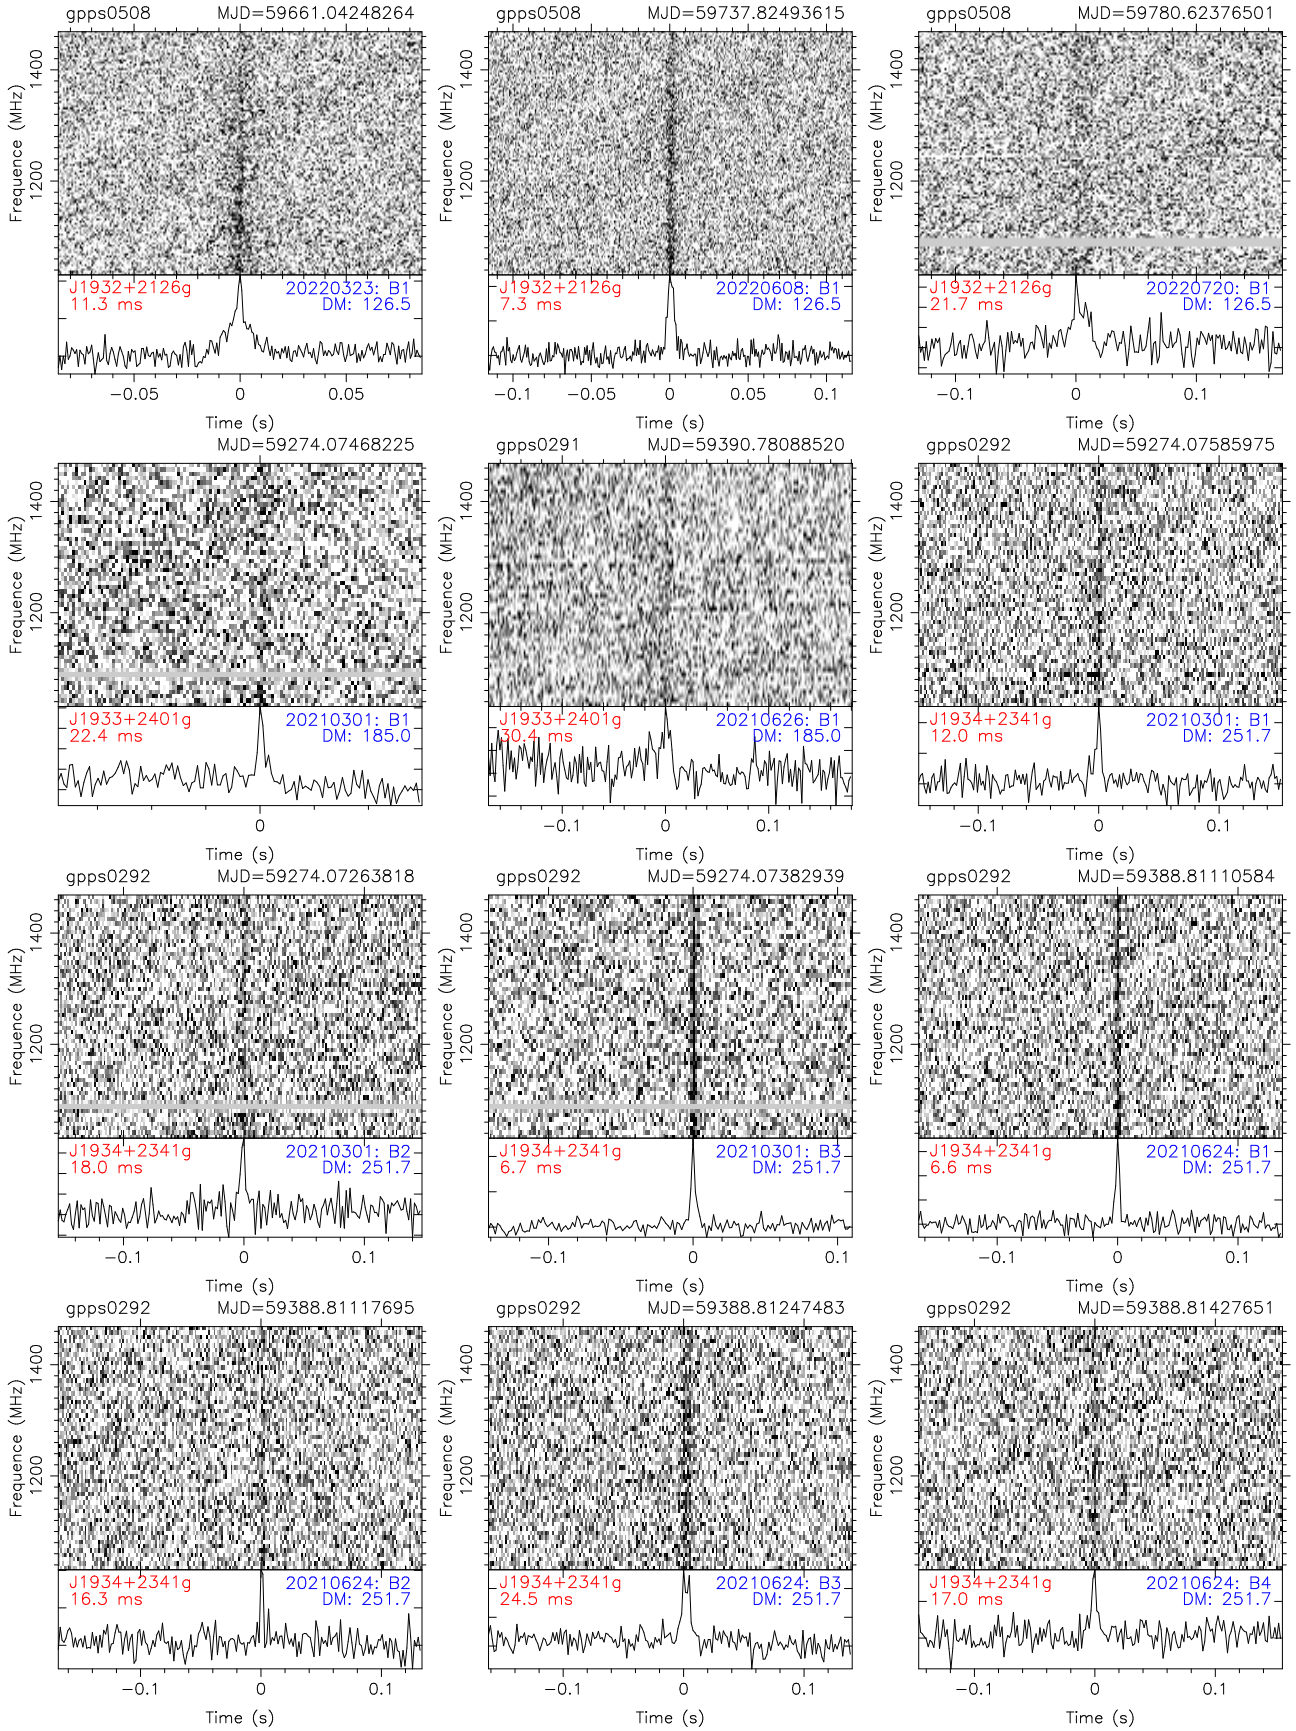 gpps0508 MJD=59661.04248264
Frequence (MHz)
1400
1200
J1932+2126g 20220323: B1
11.3 ms DM: 126.5
−0.05 0 0.05
Time (s)
gpps0508 MJD=59737.82493615
Frequence (MHz)
1400
1200
J1932+2126g 20220608: B1
7.3 ms DM: 126.5
−0.1 −0.05 0 0.05 0.1
Time (s)
gpps0508 MJD=59780.62376501
Frequence (MHz)
1400
1200
J1932+2126g 20220720: B1
21.7 ms DM: 126.5
−0.1 0 0.1
Time (s)
MJD=59274.07468225
Frequence (MHz)
1400
1200
J1933+2401g 20210301: B1
22.4 ms DM: 185.0
0
Time (s)
gpps0291 MJD=59390.78088520
Frequence (MHz)
1400
1200
J1933+2401g 20210626: B1
30.4 ms DM: 185.0
−0.1 0 0.1
Time (s)
gpps0292 MJD=59274.07585975
Frequence (MHz)
1400
1200
J1934+2341g 20210301: B1
12.0 ms DM: 251.7
−0.1 0 0.1
Time (s)
gpps0292 MJD=59274.07263818
Frequence (MHz)
1400
1200
J1934+2341g 20210301: B2
18.0 ms DM: 251.7
−0.1 0 0.1
Time (s)
gpps0292 MJD=59274.07382939
Frequence (MHz)
1400
1200
J1934+2341g 20210301: B3
6.7 ms DM: 251.7
−0.1 0 0.1
Time (s)
gpps0292 MJD=59388.81110584
Frequence (MHz)
1400
1200
J1934+2341g 20210624: B1
6.6 ms DM: 251.7
−0.1 0 0.1
Time (s)
gpps0292 MJD=59388.81117695
Frequence (MHz)
1400
1200
J1934+2341g 20210624: B2
16.3 ms DM: 251.7
−0.1 0 0.1
Time (s)
gpps0292 MJD=59388.81247483
Frequence (MHz)
1400
1200
J1934+2341g 20210624: B3
24.5 ms DM: 251.7
−0.1 0 0.1
Time (s)
gpps0292 MJD=59388.81427651
Frequence (MHz)
1400
1200
J1934+2341g 20210624: B4
17.0 ms DM: 251.7
−0.1 0 0.1
Time (s)